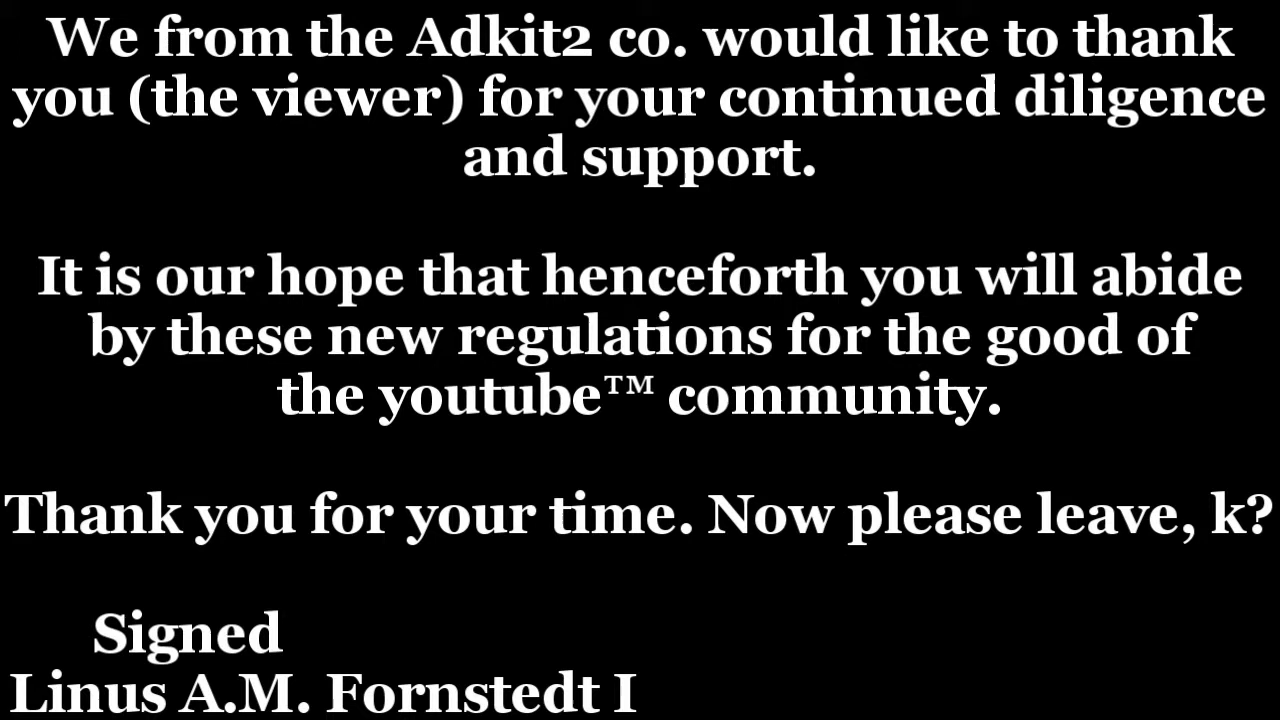 We from the Adkit2 co. would like to thank
you (the viewer) for your continued diligence
and support.
It is our hope that henceforth you will abide
by these new regulations for the good of
the youtube™ community.
Thank you for your time. Now please leave, k?
Signed
Linus A.M. Fornstedt I